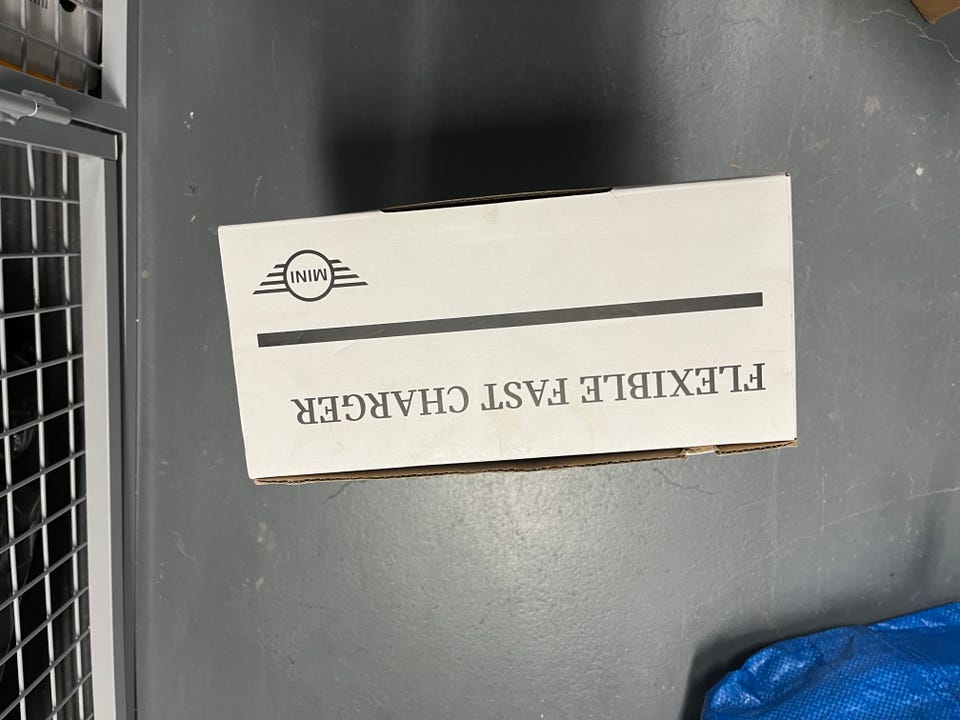 FLEXIBLE FAST CHARGER
MINI